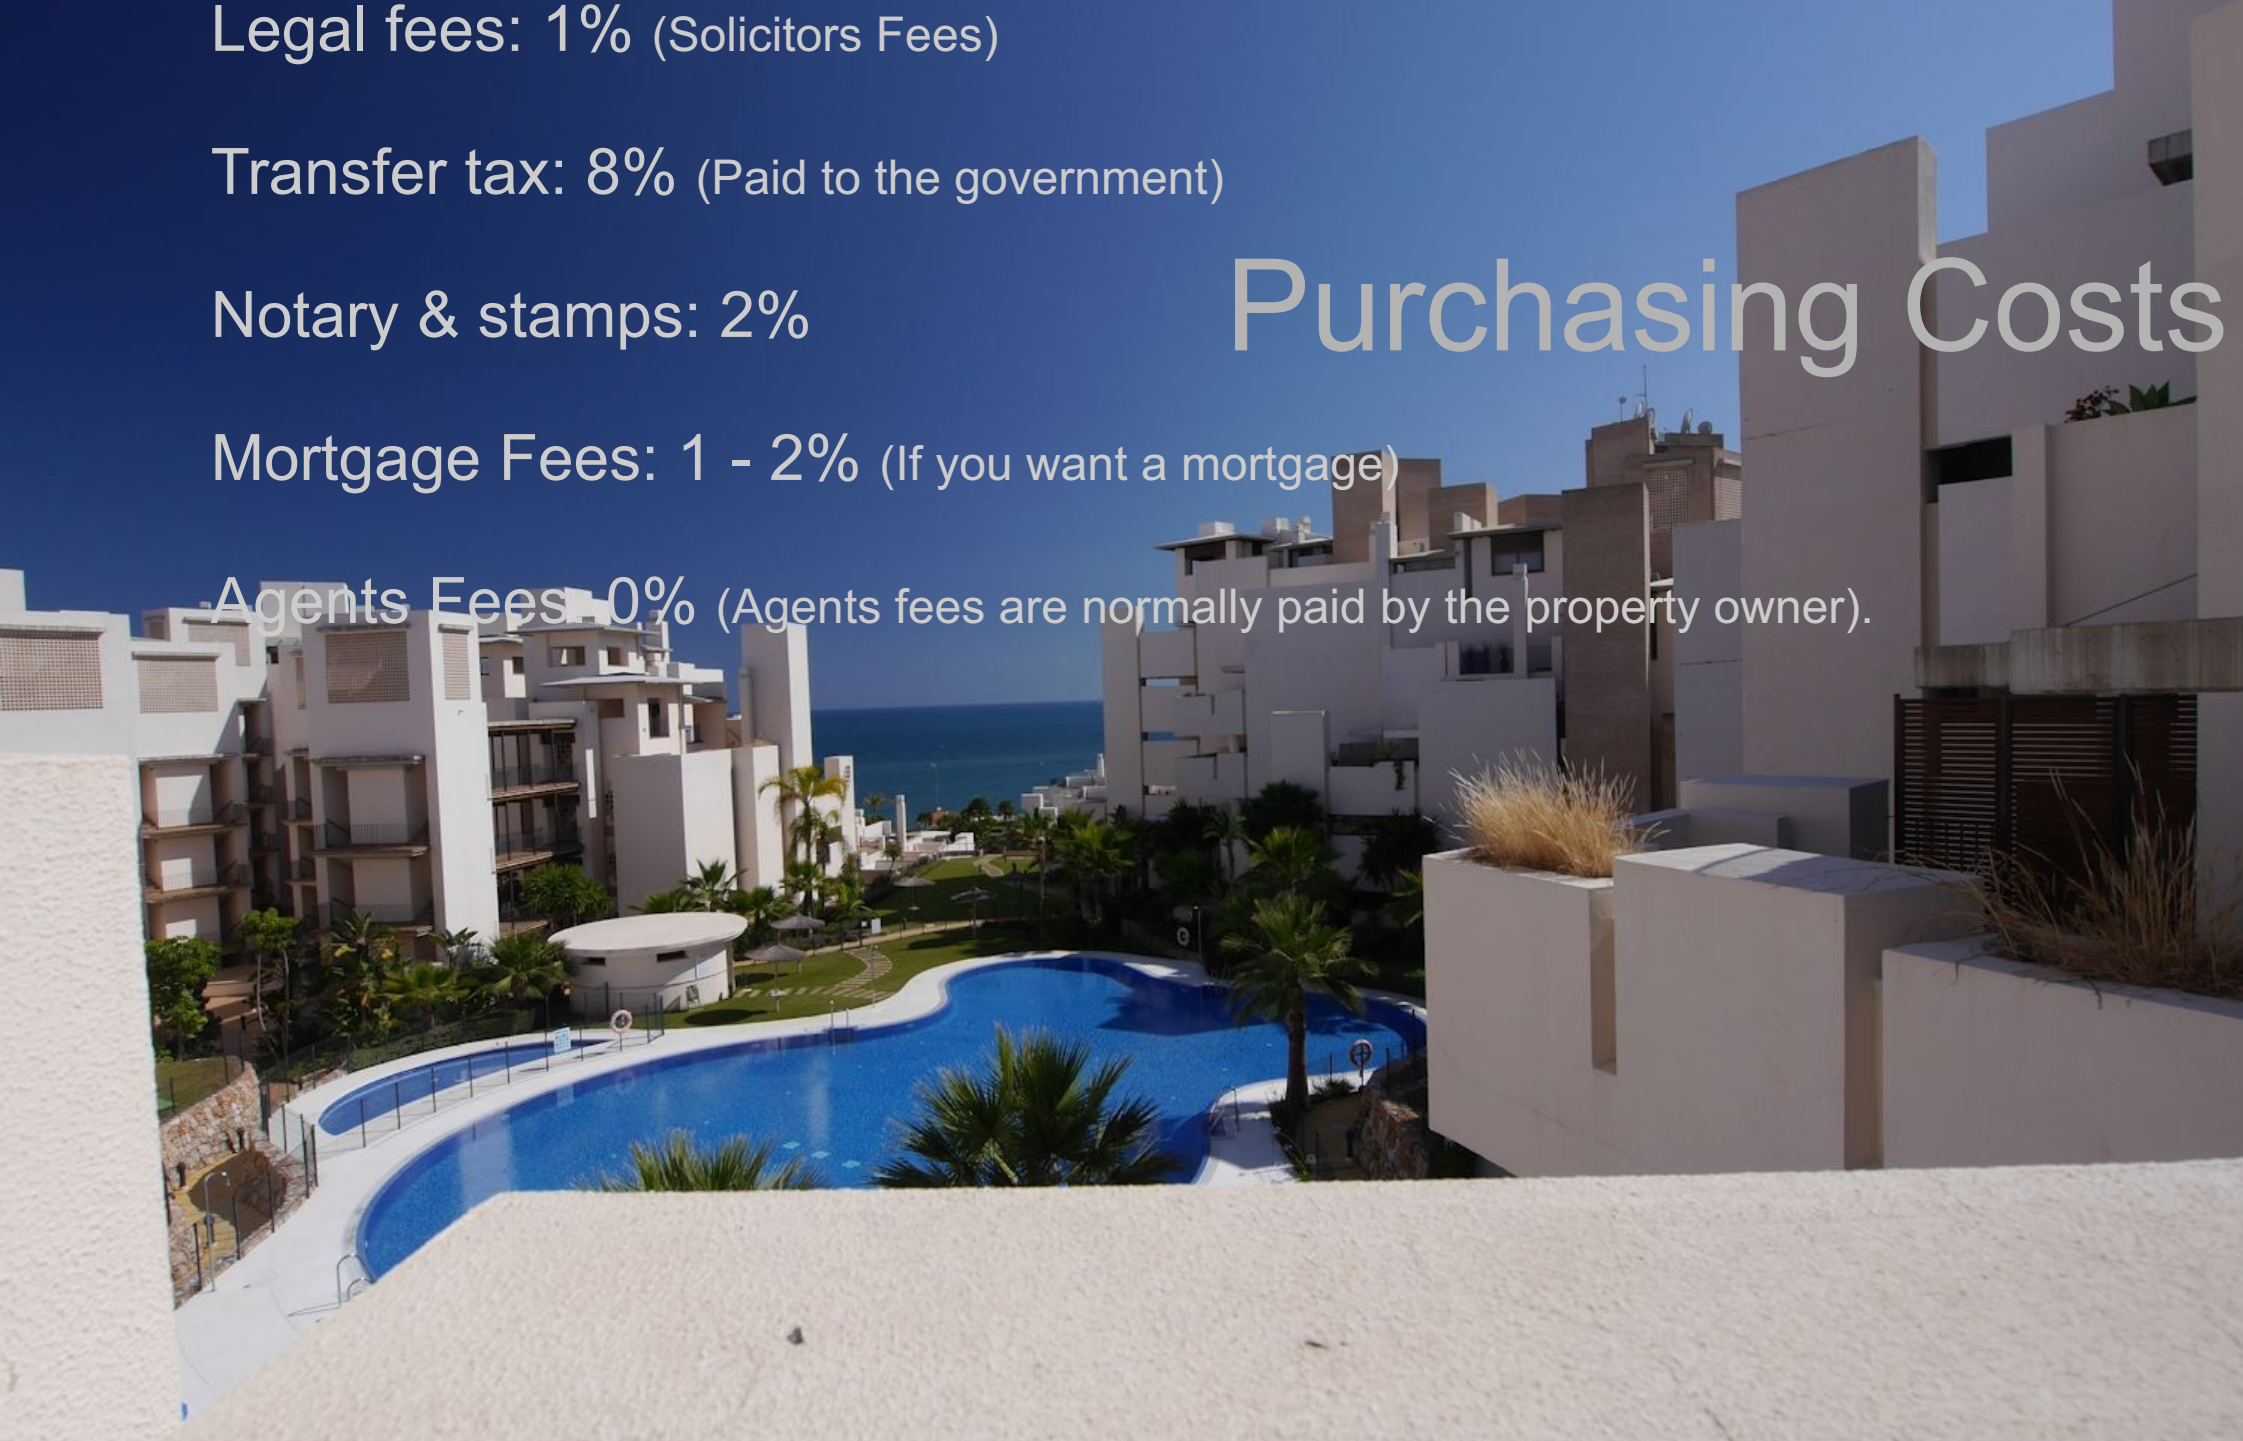 Legal fees: 1% (Solicitors Fees)
Transfer tax: 8% (Paid to the government)
Notary & stamps: 2%
Purchasing Costs
Mortgage Fees: 1 - 2% (If you want a mortgage)
Agents Fees: 0% (Agents fees are normally paid by the property owner).